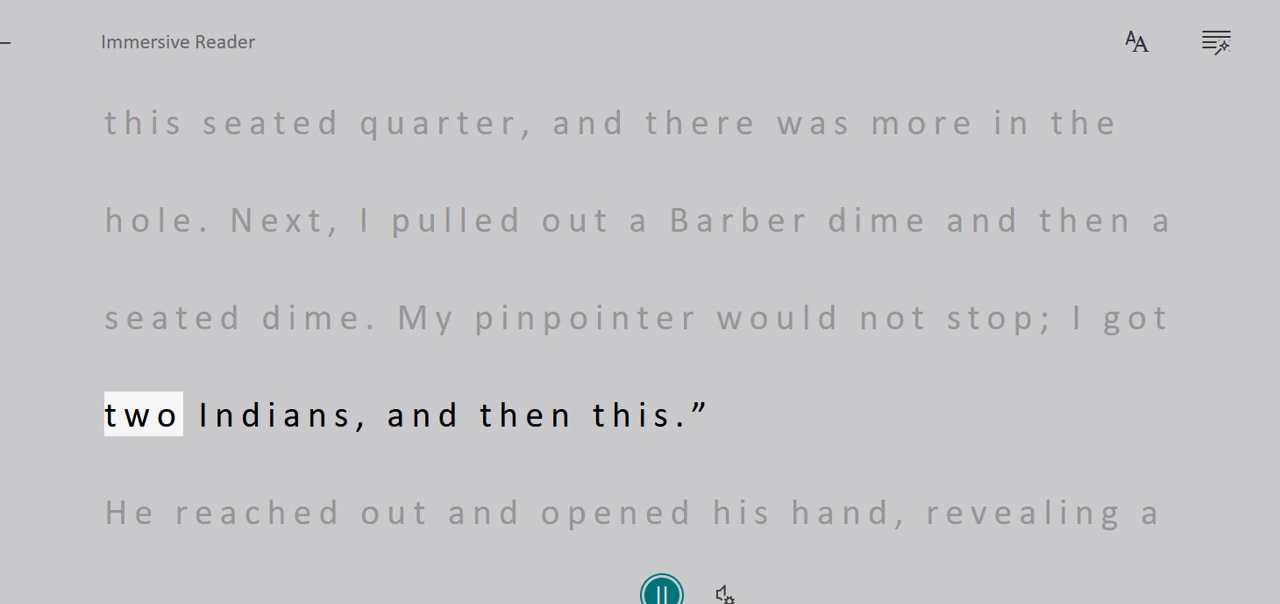 Immersive Reader
this seated quarter, and there was more in the
hole. Next, I pulled out a Barber dime and then a
seated dime. My pinpointer would not stop; I got
two Indians, and then this.”
He reached out and opened his hand, revealing a